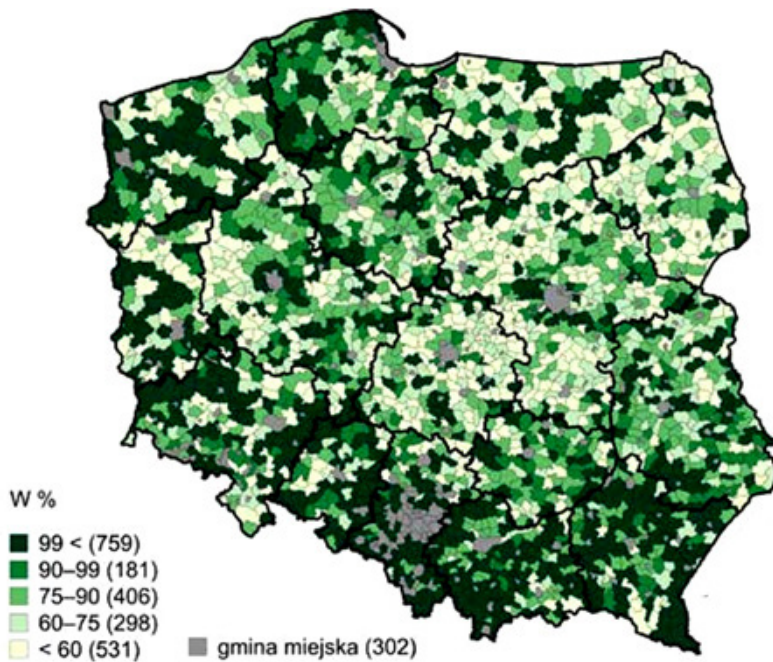 W %
99 < (759)
90–99 (181)
75–90 (406)
60–75 (298)
< 60 (531)
gmina miejska (302)